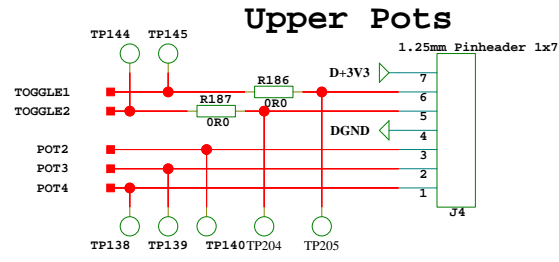 Upper Pots
TP144 TP145
1.25mm Pinheader 1x7
D+3V3
7
R186
TOGGLE1
6
R187
0R0
TOGGLE2
5
0R0
DGND
4
POT2
3
POT3
2
POT4
1
J4
TP138 TP139 TP140 TP204 TP205